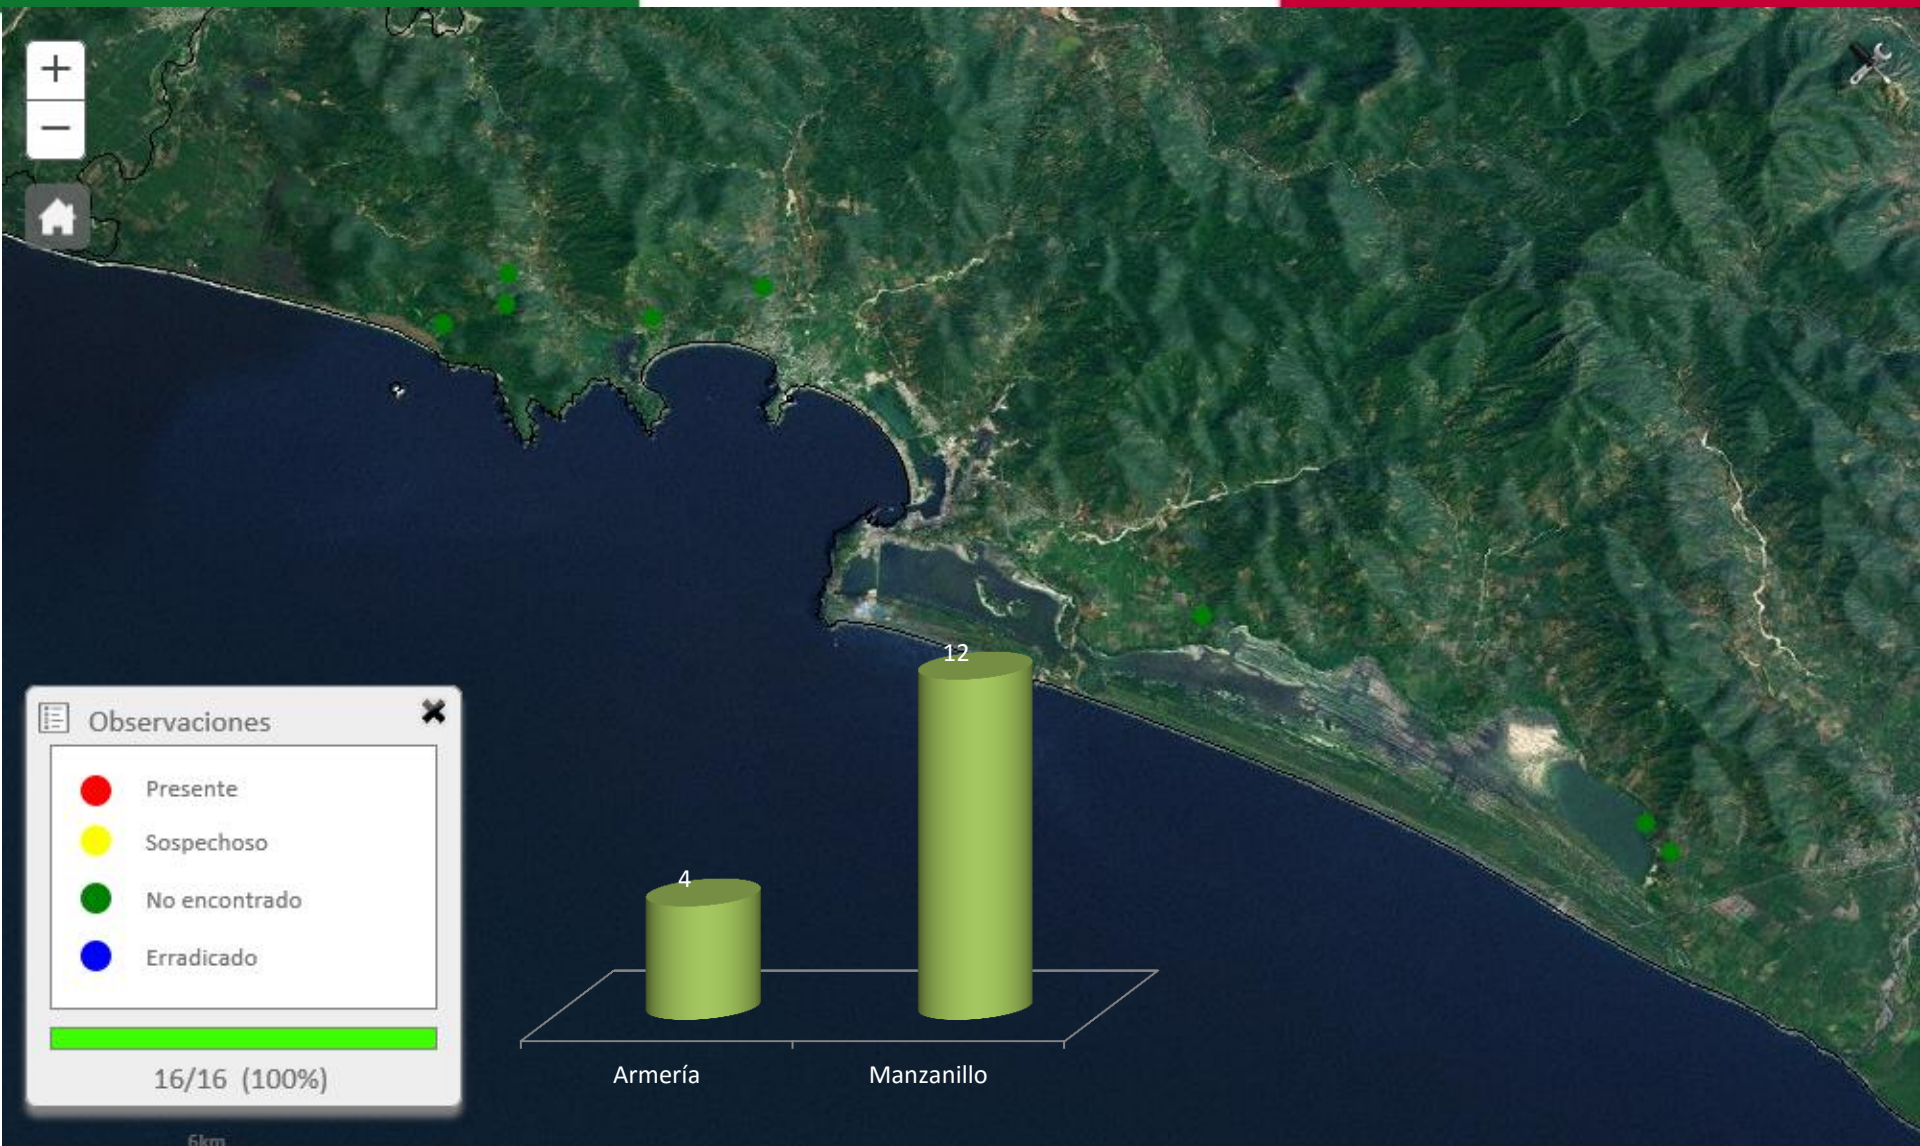 +
−
Observaciones
Presente
Sospechoso
No encontrado
Erradicado
16/16 (100%)
12
4
Armería
Manzanillo
6km